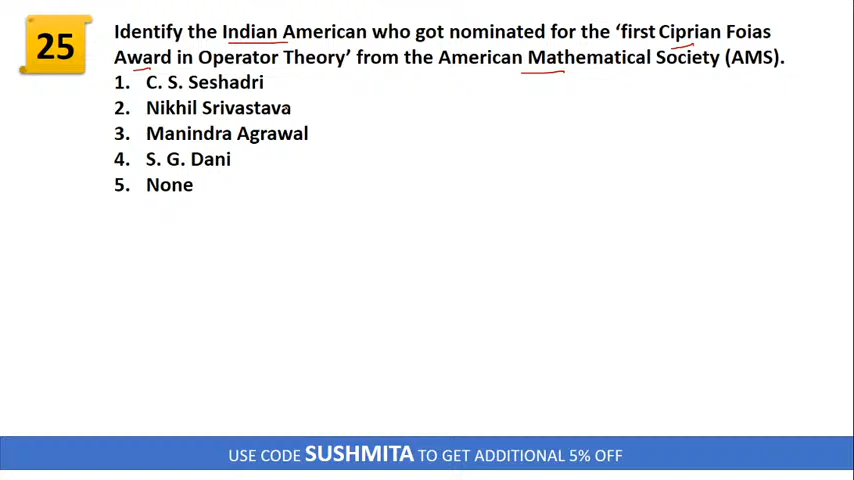 25
Identify the Indian American who got nominated for the ‘first Ciprian Foias
Award in Operator Theory’ from the American Mathematical Society (AMS).
1. C. S. Seshadri
2. Nikhil Srivastava
3. Manindra Agrawal
4. S. G. Dani
5. None
USE CODE SUSHMITA TO GET ADDITIONAL 5% OFF